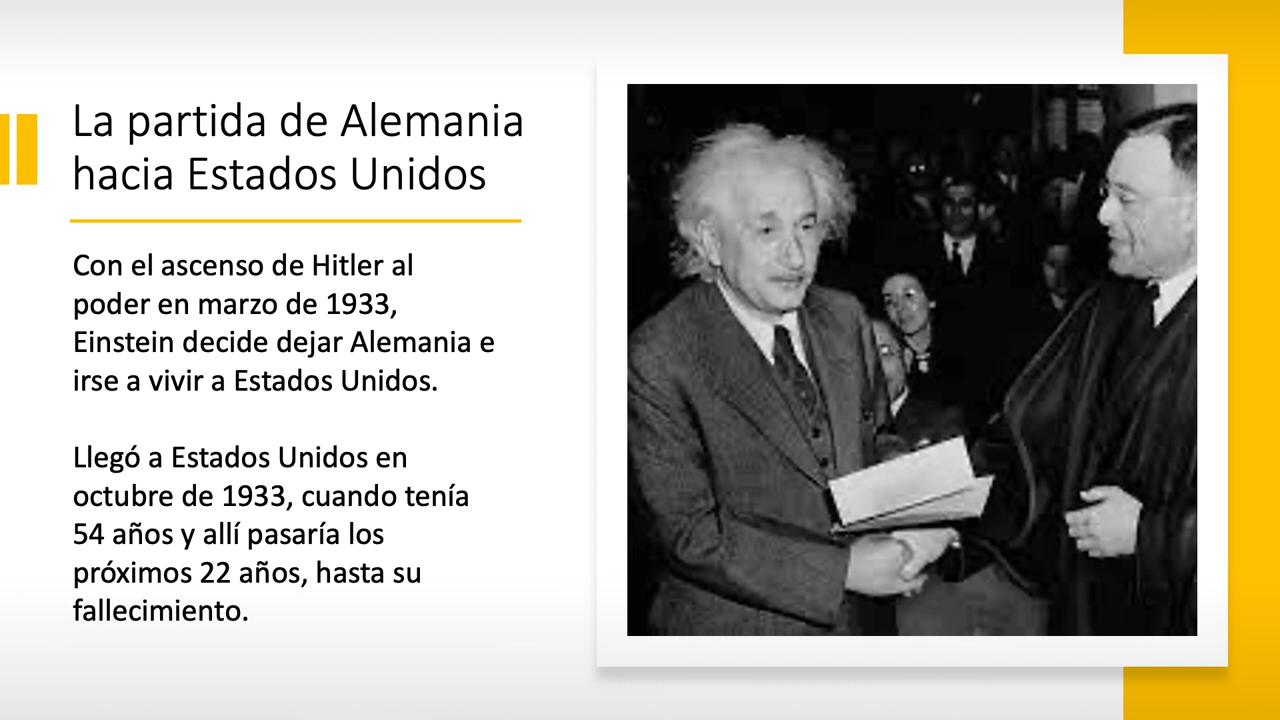 La partida de Alemania
hacia Estados Unidos
Con el ascenso de Hitler al
poder en marzo de 1933,
Einstein decide dejar Alemania e
irse a vivir a Estados Unidos.
Llegó a Estados Unidos en
octubre de 1933, cuando tenía
54 años y allí pasaría los
próximos 22 años, hasta su
fallecimiento.